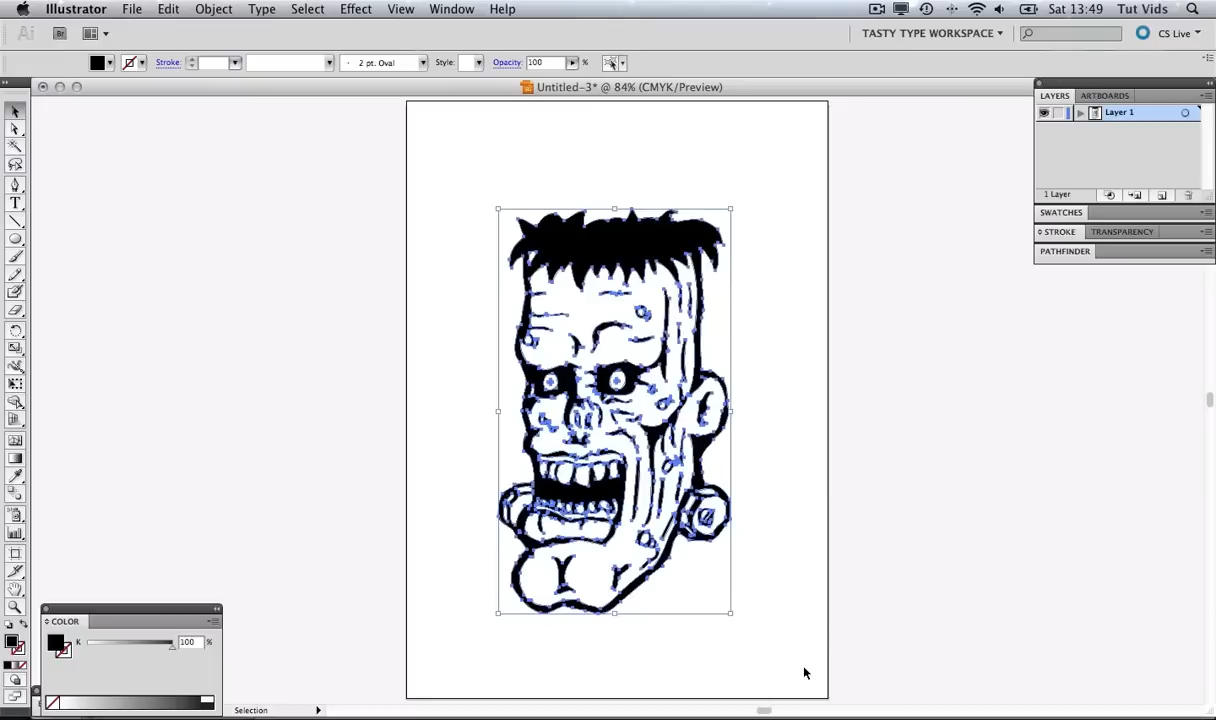 Illustrator File Edit Object Type Select Effect View Window Help Sat 13:49 Tut Vids
Ai Br TASTY TYPE WORKSPACE CS Live
Stroke: 2 pt. Oval Style: Opacity: 100 %
Untitled-3* @ 84% (CMYK/Preview)
LAYERS ARTBOARDS
Layer 1
1 Layer
SWATCHES
STROKE TRANSPARENCY
PATHFINDER
T
COLOR
K 100 %
Selection